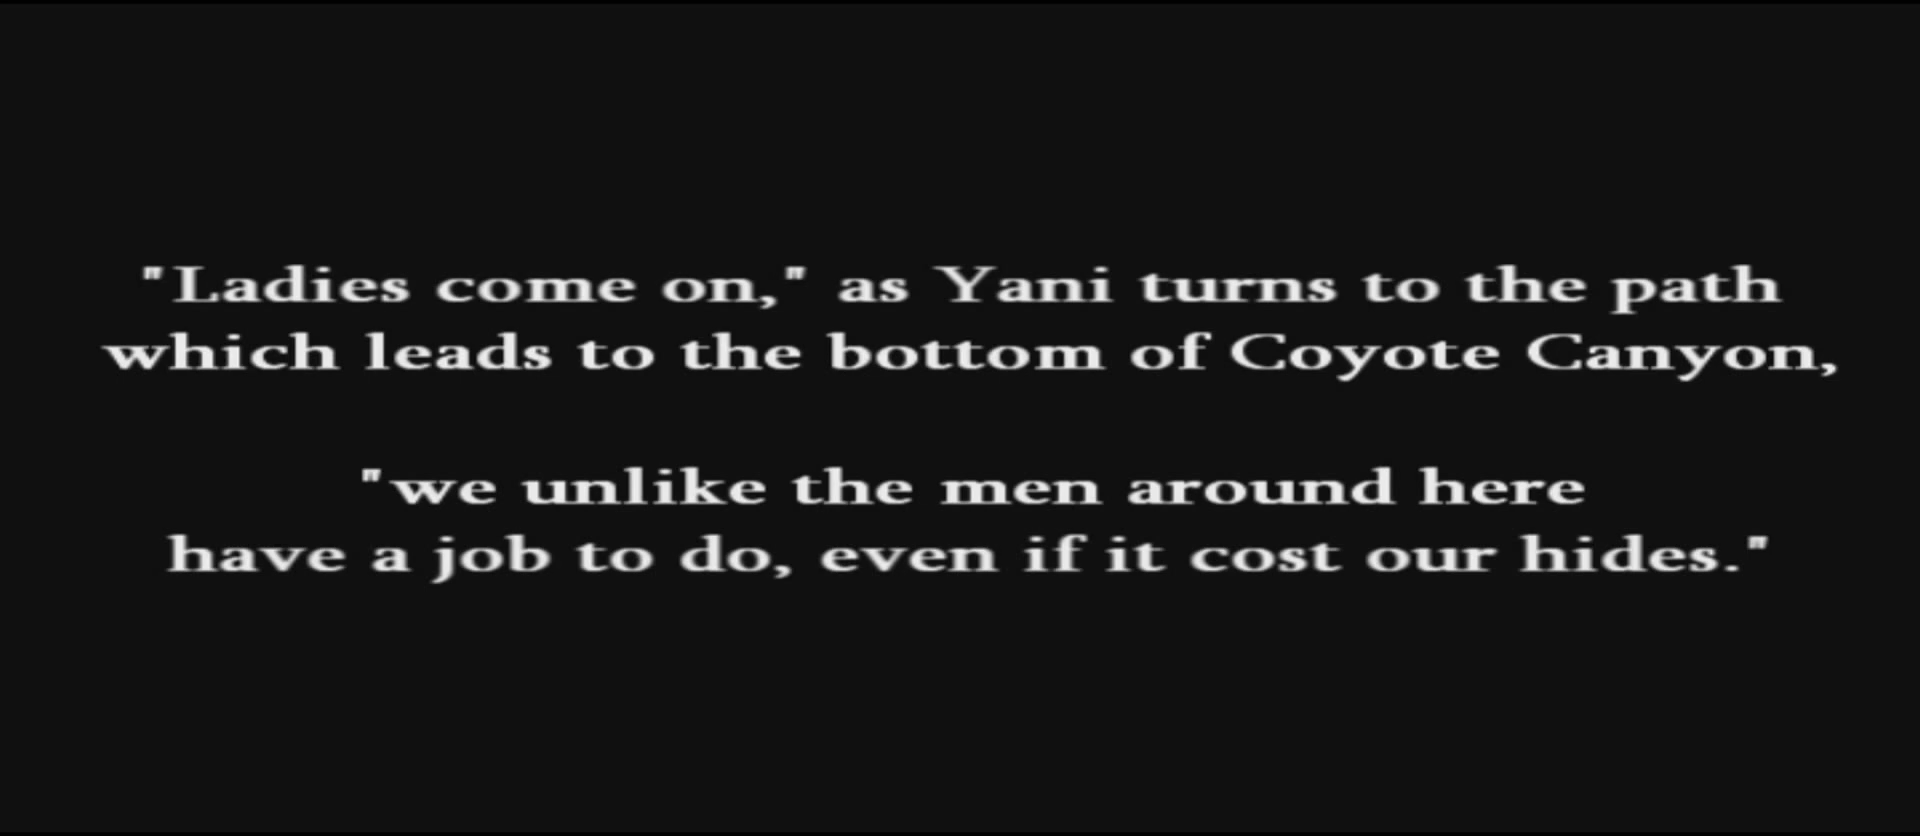 "Ladies come on," as Yani turns to the path
which leads to the bottom of Coyote Canyon,
"we unlike the men around here
have a job to do, even if it cost our hides."